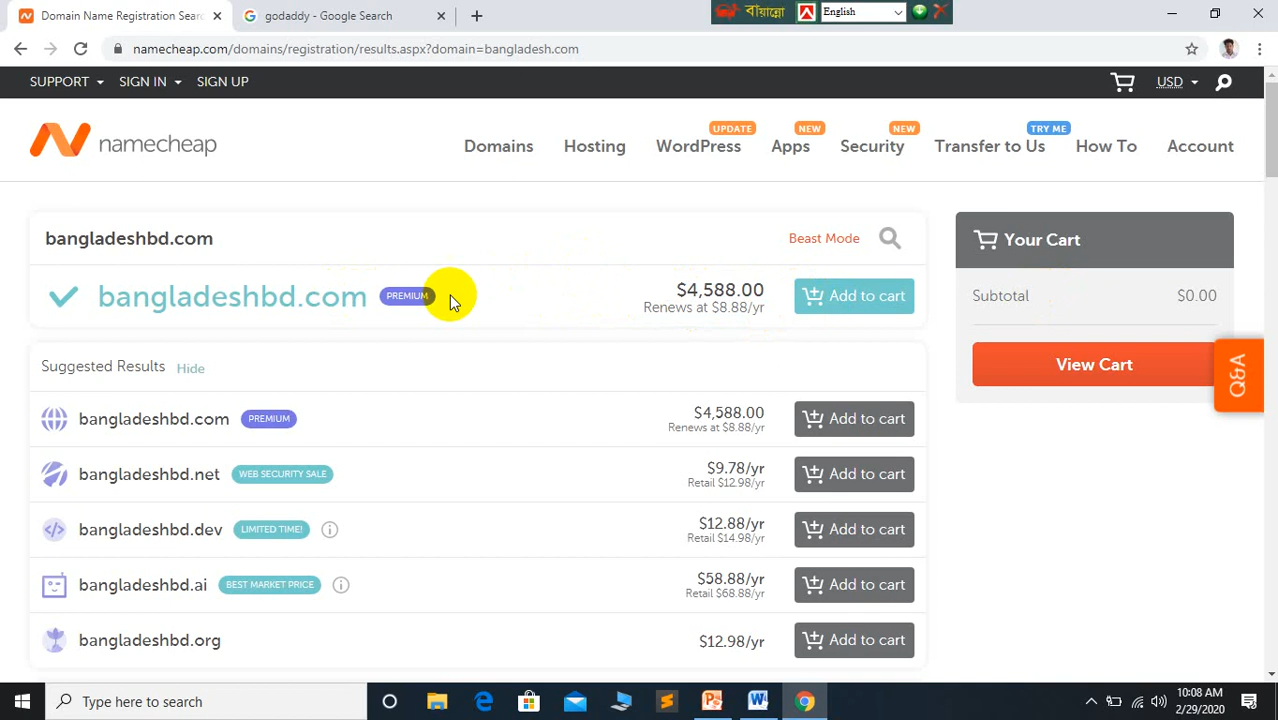 Domain Name Registration Searc
godaddy - Google Search
বায়ান্নো
English
namecheap.com/domains/registration/results.aspx?domain=bangladesh.com
SUPPORT
SIGN IN
SIGN UP
USD
namecheap
UPDATE
NEW
NEW
TRY ME
Domains
Hosting
WordPress
Apps
Security
Transfer to Us
How To
Account
bangladeshbd.com
Beast Mode
Your Cart
bangladeshbd.com PREMIUM
$4,588.00
Renews at $8.88/yr
Add to cart
Subtotal $0.00
View Cart
Suggested Results Hide
Q&A
bangladeshbd.com PREMIUM
$4,588.00
Renews at $8.88/yr
Add to cart
bangladeshbd.net WEB SECURITY SALE
$9.78/yr
Retail $12.98/yr
Add to cart
bangladeshbd.dev LIMITED TIME!
$12.88/yr
Retail $14.98/yr
Add to cart
bangladeshbd.ai BEST MARKET PRICE
$58.88/yr
Retail $68.88/yr
Add to cart
bangladeshbd.org
$12.98/yr
Add to cart
Type here to search
10:08 AM
2/29/2020